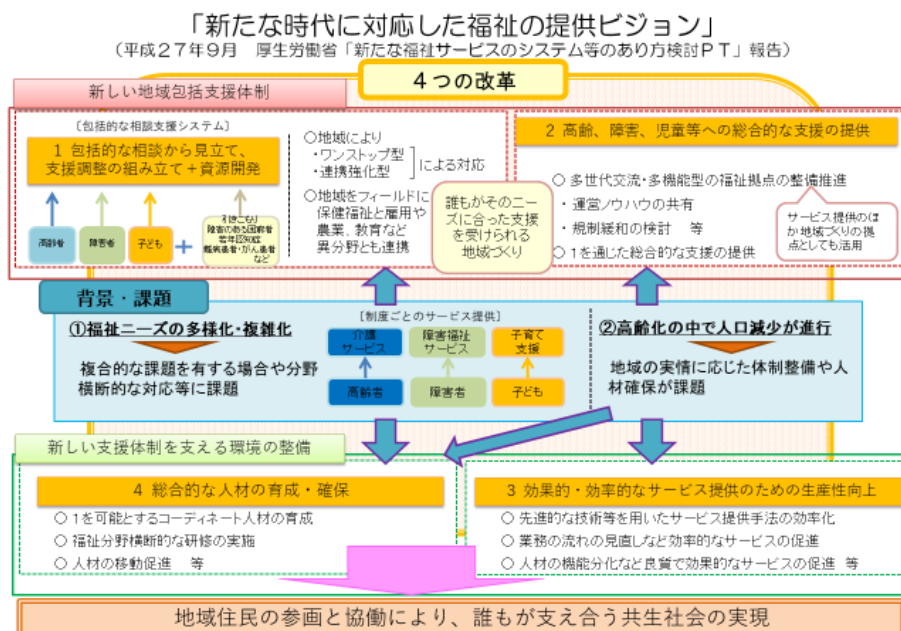 「新たな時代に対応した福祉の提供ビジョン」
（平成27年9月 厚生労働省「新たな福祉サービスのシステム等のあり方検討ＰＴ」報告）
４つの改革
新しい地域包括支援体制
［包括的な相談支援システム］
１ 包括的な相談から見立て、
支援調整の組み立て＋資源開発
高齢者
障害者
子ども
＋
引きこもり
障害のある困窮者
若年認知症
難病患者・がん患者
など
○地域により
・ワンストップ型
・連携強化型
による対応
○地域をフィールドに、
保健福祉と雇用や
農業、教育など
異分野とも連携
誰もがそのニー
ズに合った支援
を受けられる
地域づくり
２ 高齢、障害、児童等への総合的な支援の提供
○ 多世代交流・多機能型の福祉拠点の整備推進
・ 運営ノウハウの共有
・ 規制緩和の検討 等
○ １を通じた総合的な支援の提供
サービス提供のほ
か地域づくりの拠
点としても活用
背景・課題
①福祉ニーズの多様化・複雑化
複合的な課題を有する場合や分野
横断的な対応等に課題
［制度ごとのサービス提供］
介護
サービス
障害福祉
サービス
子育て
支援
高齢者
障害者
子ども
②高齢化の中で人口減少が進行
地域の実情に応じた体制整備や人
材確保が課題
新しい支援体制を支える環境の整備
４ 総合的な人材の育成・確保
○ １を可能とするコーディネート人材の育成
○ 福祉分野横断的な研修の実施
○ 人材の移動促進 等
３ 効果的・効率的なサービス提供のための生産性向上
○ 先進的な技術等を用いたサービス提供手法の効率化
○ 業務の流れの見直しなど効率的なサービスの促進
○ 人材の機能分化など良質で効果的なサービスの促進 等
地域住民の参画と協働により、誰もが支え合う共生社会の実現